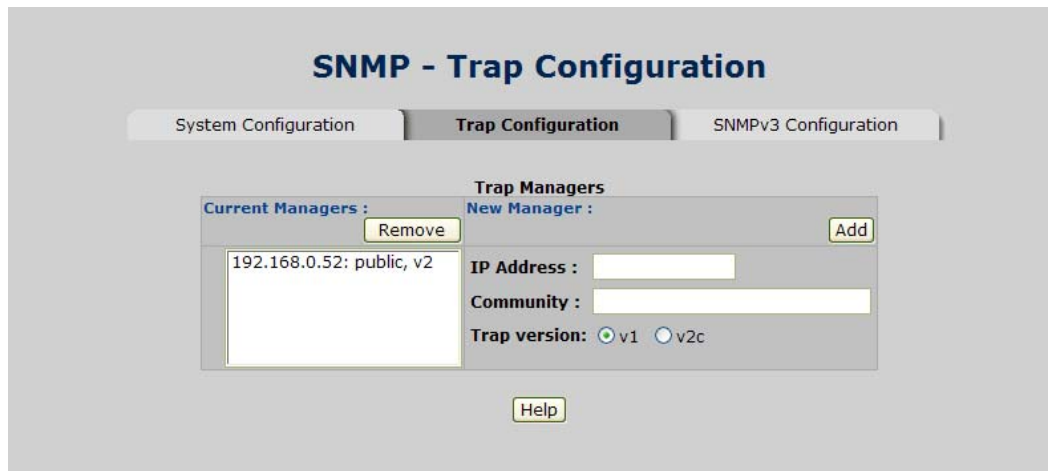 SNMP - Trap Configuration
System Configuration
Trap Configuration
SNMPv3 Configuration
Trap Managers
Current Managers :
Remove
New Manager :
Add
192.168.0.52: public, v2
IP Address :
Community :
Trap version: v1 v2c
Help